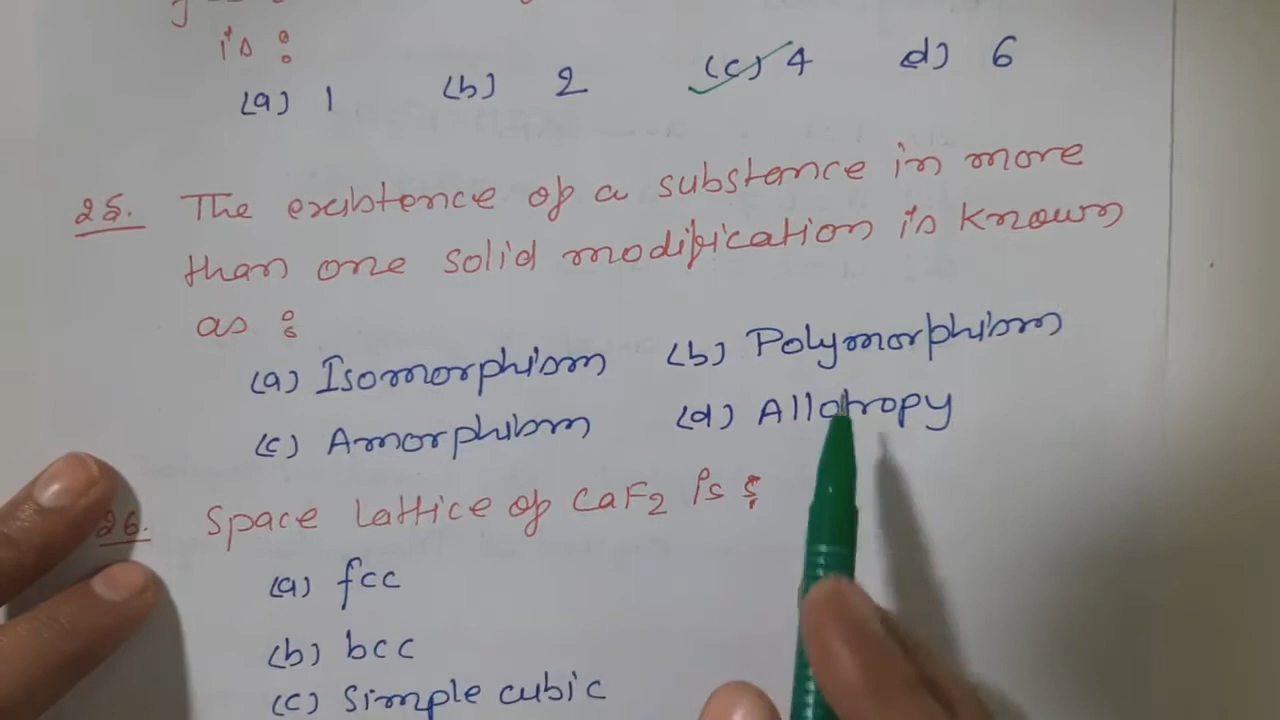 is :
(a) 1 (b) 2 (c) 4 d) 6
25. The existence of a substance in more
than one solid modification is known
as :
(a) Isomorphism (b) Polymorphism
(c) Amorphism (d) Allotropy
26. Space lattice of CaF2 is :
(a) fcc
(b) bcc
(c) Simple cubic